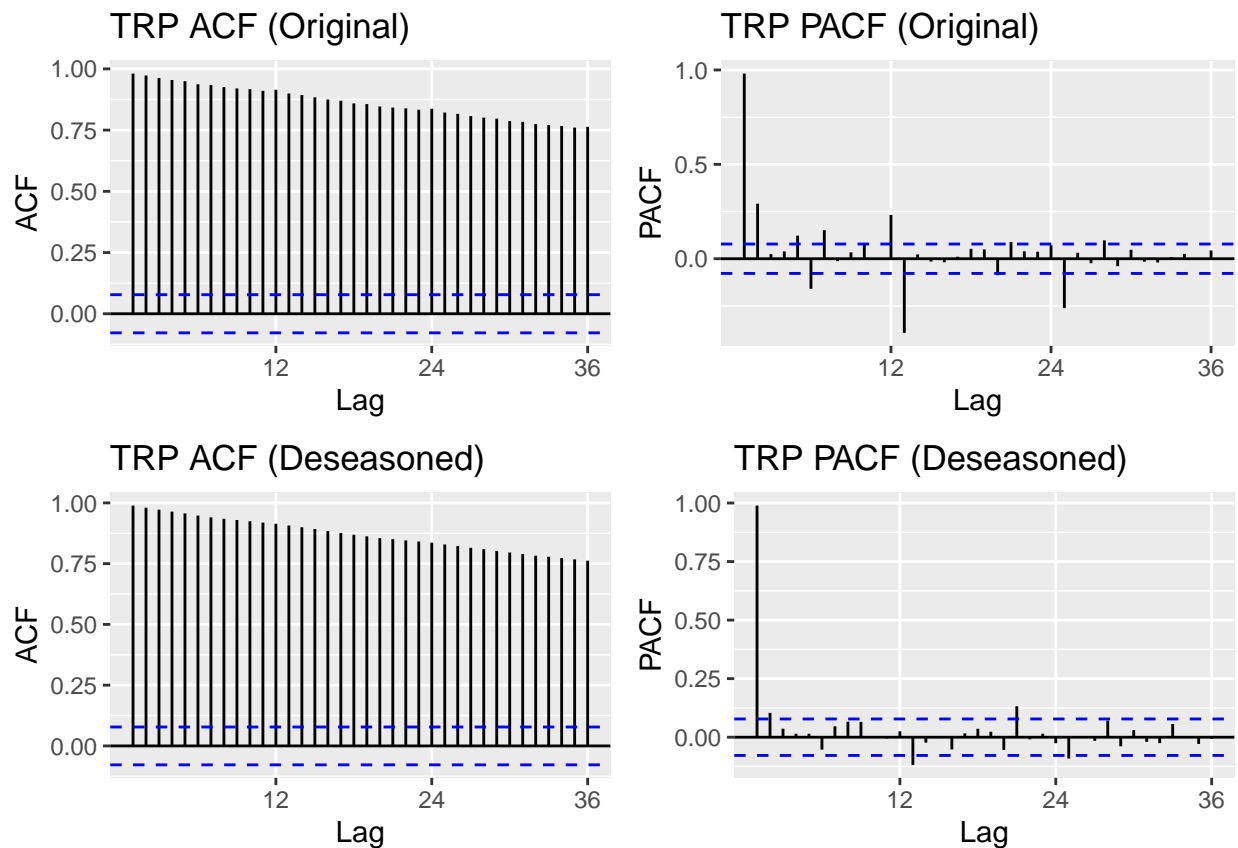 TRP ACF (Original)
1.00
0.75
0.50
0.25
0.00
ACF
12 24 36
Lag
TRP PACF (Original)
1.0
0.5
0.0
PACF
12 24 36
Lag
TRP ACF (Deseasoned)
1.00
0.75
0.50
0.25
0.00
ACF
12 24 36
Lag
TRP PACF (Deseasoned)
1.00
0.75
0.50
0.25
0.00
PACF
12 24 36
Lag